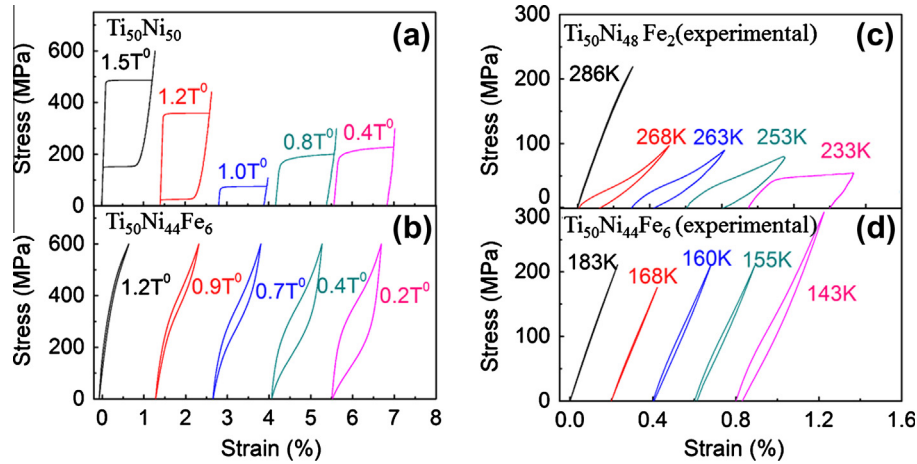 Ti₅₀Ni₅₀
(a)
600
400
200
0
Stress (MPa)
1.5T⁰
1.2T⁰
1.0T⁰
0.8T⁰
0.4T⁰
Ti₅₀Ni₄₄Fe₆
(b)
600
400
200
0
Stress (MPa)
1.2T⁰
0.9T⁰
0.7T⁰
0.4T⁰
0.2T⁰
0 1 2 3 4 5 6 7 8
Strain (%)
Ti₅₀Ni₄₈Fe₂(experimental)
(c)
300
200
100
0
Stress (MPa)
286K
268K
263K
253K
233K
Ti₅₀Ni₄₄Fe₆ (experimental)
(d)
300
200
100
0
Stress (MPa)
183K
168K
160K
155K
143K
0.0 0.4 0.8 1.2 1.6
Strain (%)